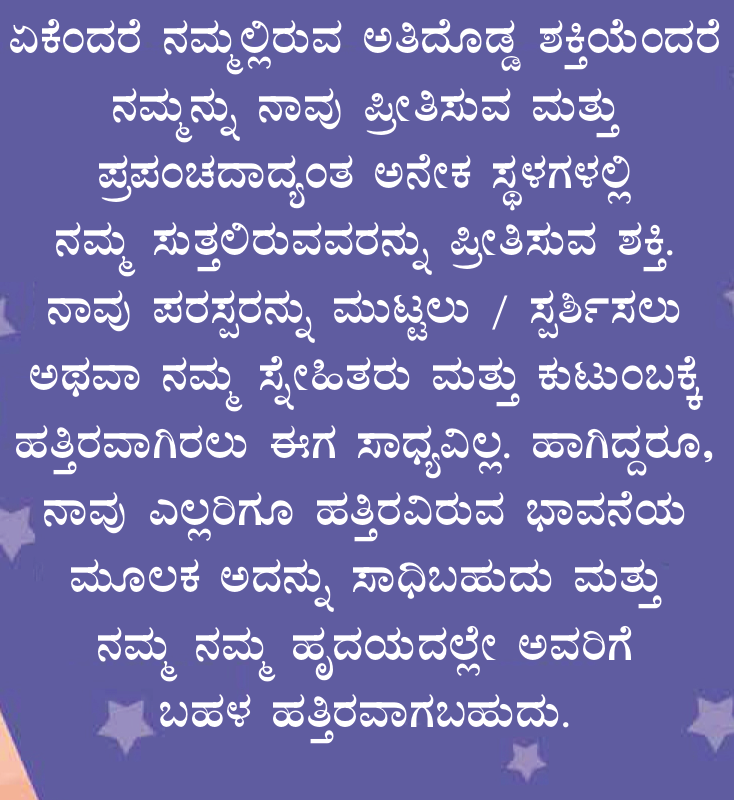 ಏಕೆಂದರೆ ನಮ್ಮಲ್ಲಿರುವ ಅತಿದೊಡ್ಡ ಶಕ್ತಿಯೆಂದರೆ
ನಮ್ಮನ್ನು ನಾವು ಪ್ರೀತಿಸುವ ಮತ್ತು
ಪ್ರಪಂಚದಾದ್ಯಂತ ಅನೇಕ ಸ್ಥಳಗಳಲ್ಲಿ
ನಮ್ಮ ಸುತ್ತಲಿರುವವರನ್ನು ಪ್ರೀತಿಸುವ ಶಕ್ತಿ.
ನಾವು ಪರಸ್ಪರನ್ನು ಮುಟ್ಟಲು / ಸ್ಪರ್ಶಿಸಲು
ಅಥವಾ ನಮ್ಮ ಸ್ನೇಹಿತರು ಮತ್ತು ಕುಟುಂಬಕ್ಕೆ
ಹತ್ತಿರವಾಗಿರಲು ಈಗ ಸಾಧ್ಯವಿಲ್ಲ. ಹಾಗಿದ್ದರೂ,
ನಾವು ಎಲ್ಲರಿಗೂ ಹತ್ತಿರವಿರುವ ಭಾವನೆಯ
ಮೂಲಕ ಅದನ್ನು ಸಾಧಿಬಹುದು ಮತ್ತು
ನಮ್ಮ ನಮ್ಮ ಹೃದಯದಲ್ಲೇ ಅವರಿಗೆ
ಬಹಳ ಹತ್ತಿರವಾಗಬಹುದು.